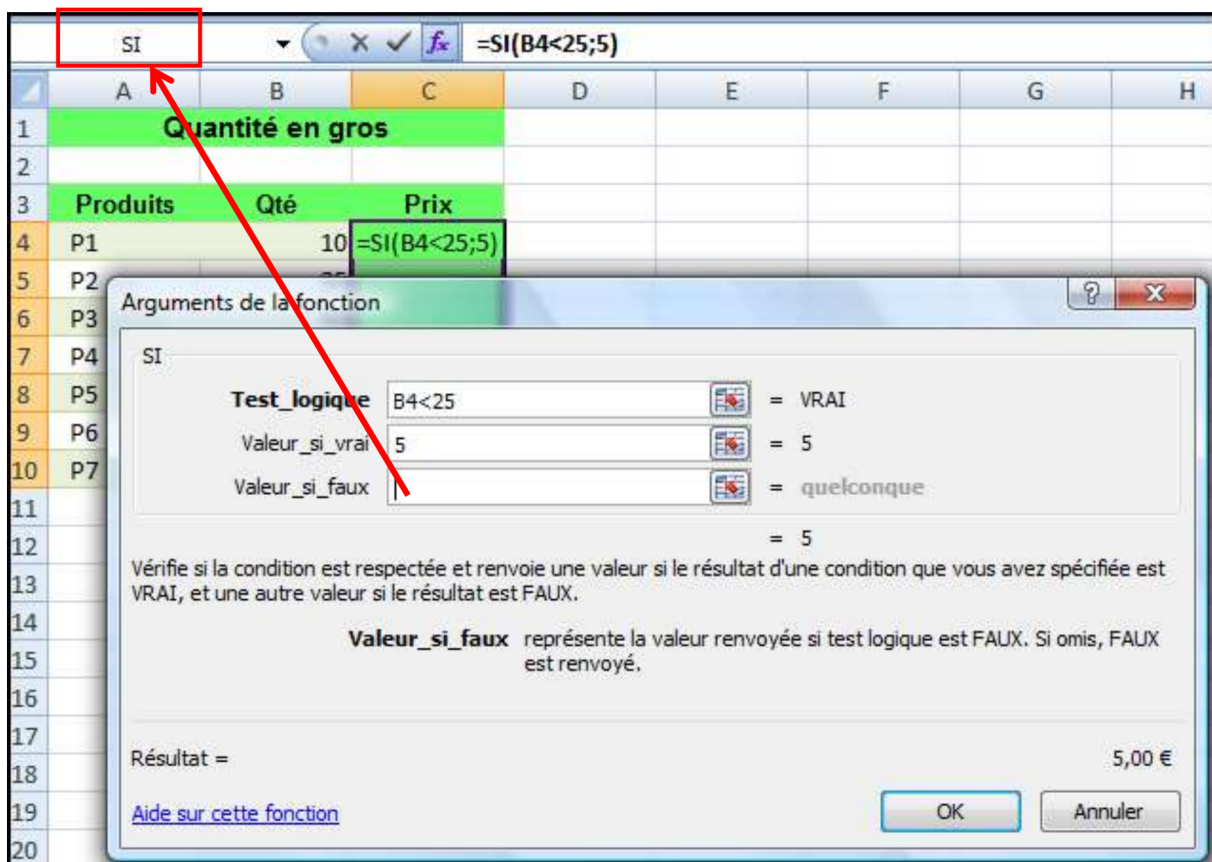 SI =SI(B4<25;5)
A B C D E F G H
1 Quantité en gros
2
3 Produits Qté Prix
4 P1 10 =SI(B4<25;5)
5 P2
6 P3
7 P4
8 P5
9 P6
10 P7
11
12
13
14
15
16
17
18
19
20
Arguments de la fonction
SI
Test_logique B4<25 = VRAI
Valeur_si_vrai 5 = 5
Valeur_si_faux = quelconque
= 5
Vérifie si la condition est respectée et renvoie une valeur si le résultat d'une condition que vous avez spécifiée est
VRAI, et une autre valeur si le résultat est FAUX.
Valeur_si_faux représente la valeur renvoyée si test logique est FAUX. Si omis, FAUX
est renvoyé.
Résultat = 5,00 €
Aide sur cette fonction OK Annuler